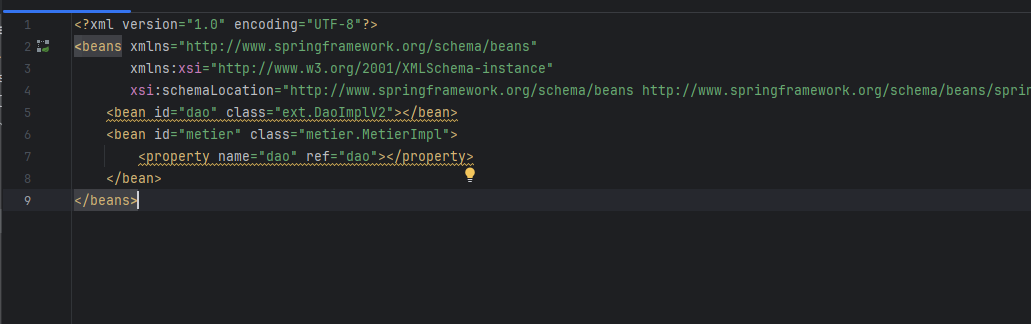 1 <?xml version="1.0" encoding="UTF-8"?>
2 <beans xmlns="http://www.springframework.org/schema/beans"
3 xmlns:xsi="http://www.w3.org/2001/XMLSchema-instance"
4 xsi:schemaLocation="http://www.springframework.org/schema/beans http://www.springframework.org/schema/beans/spring
5 <bean id="dao" class="ext.DaoImplV2"></bean>
6 <bean id="metier" class="metier.MetierImpl">
7 <property name="dao" ref="dao"></property>
8 </bean>
9 </beans>